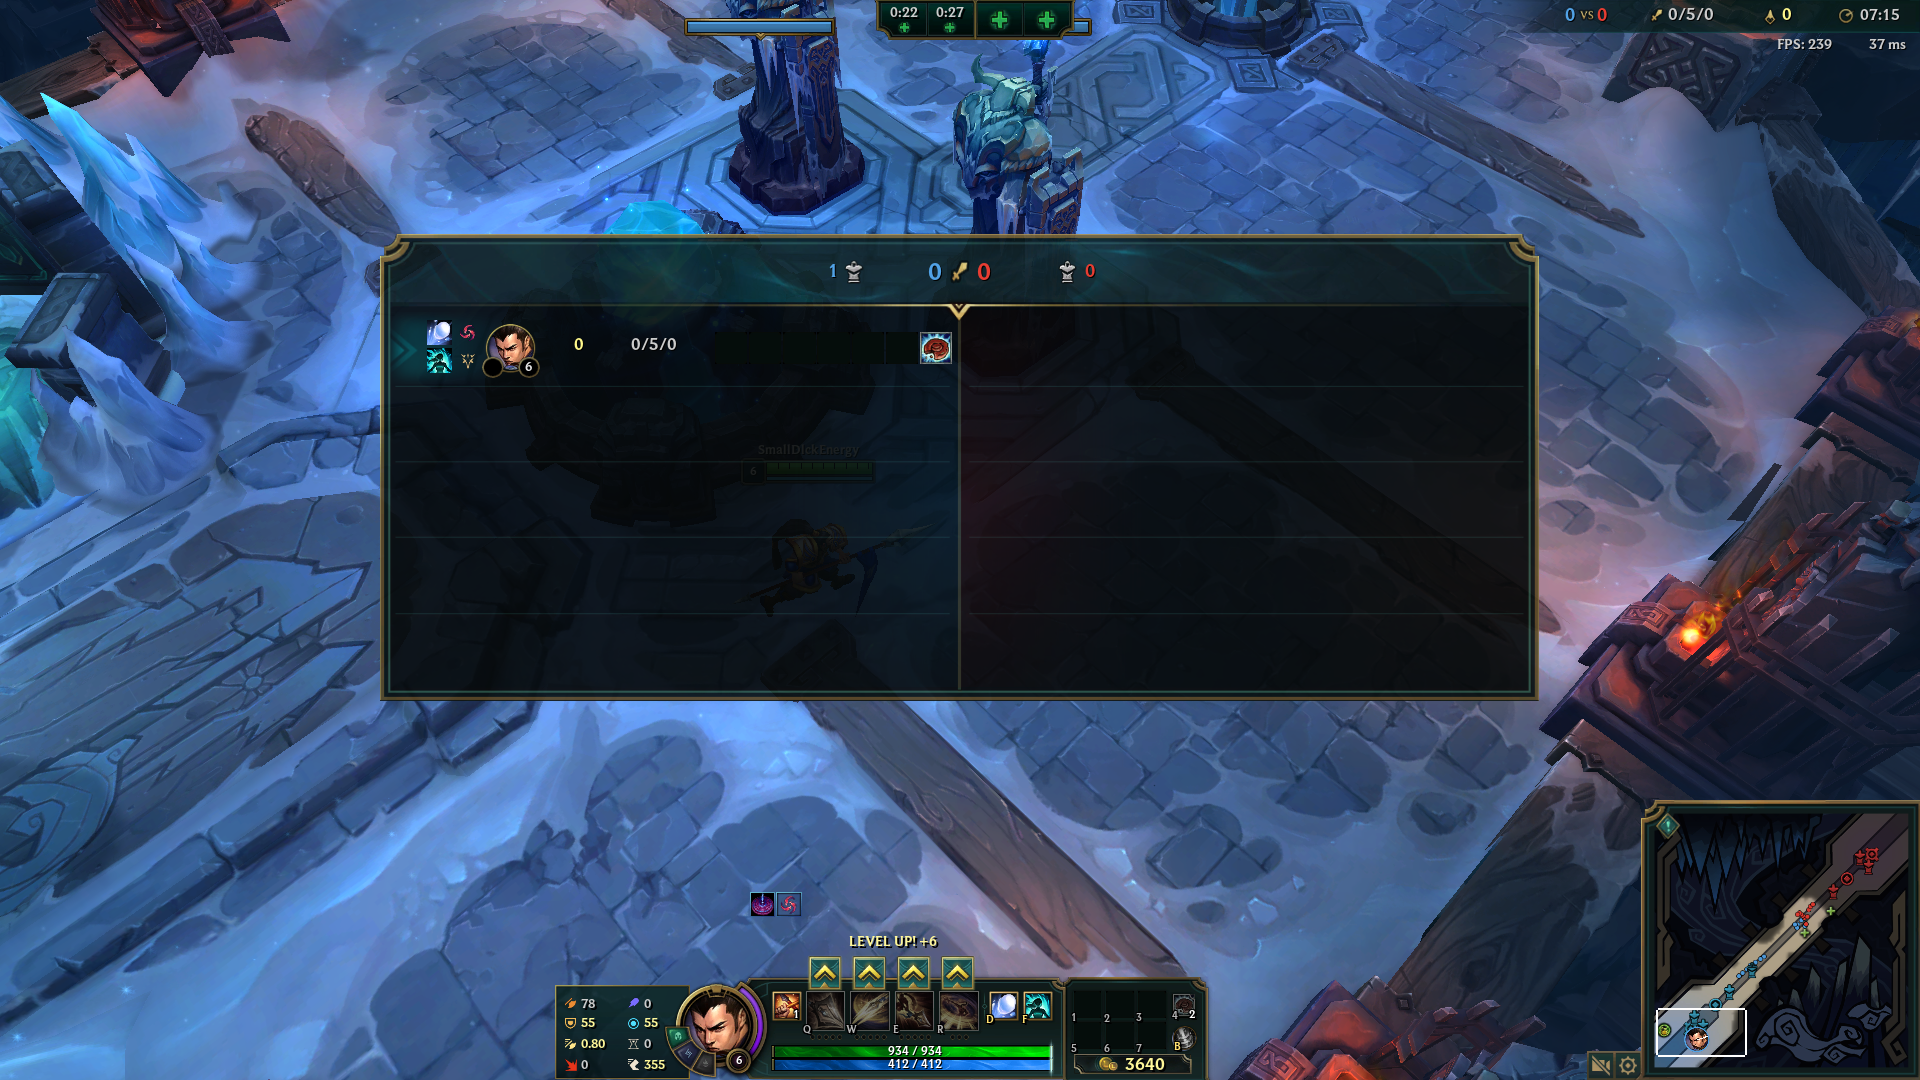 0:22 0:27
0 vs 0 0/5/0 0 07:15
FPS: 239 37 ms
1 0 0 0
0 0/5/0
6
SmallDickEnergy
6
LEVEL UP! +6
78 0
55 55
0.80 0
0 355
6
1
Q W E R D F
934 / 934
412 / 412
1 2 3 4 2
5 6 7 B
3640